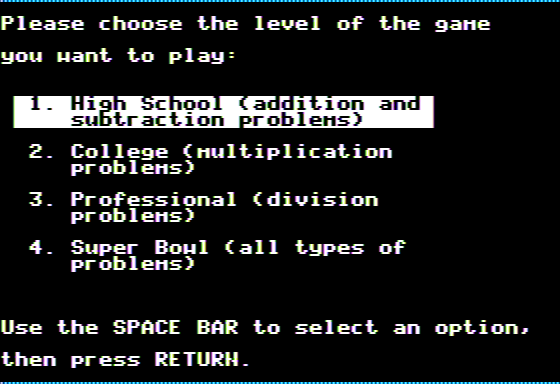 Please choose the level of the game
you want to play:
1. High School (addition and
subtraction problems)
2. College (multiplication
problems)
3. Professional (division
problems)
4. Super Bowl (all types of
problems)
Use the SPACE BAR to select an option,
then press RETURN.